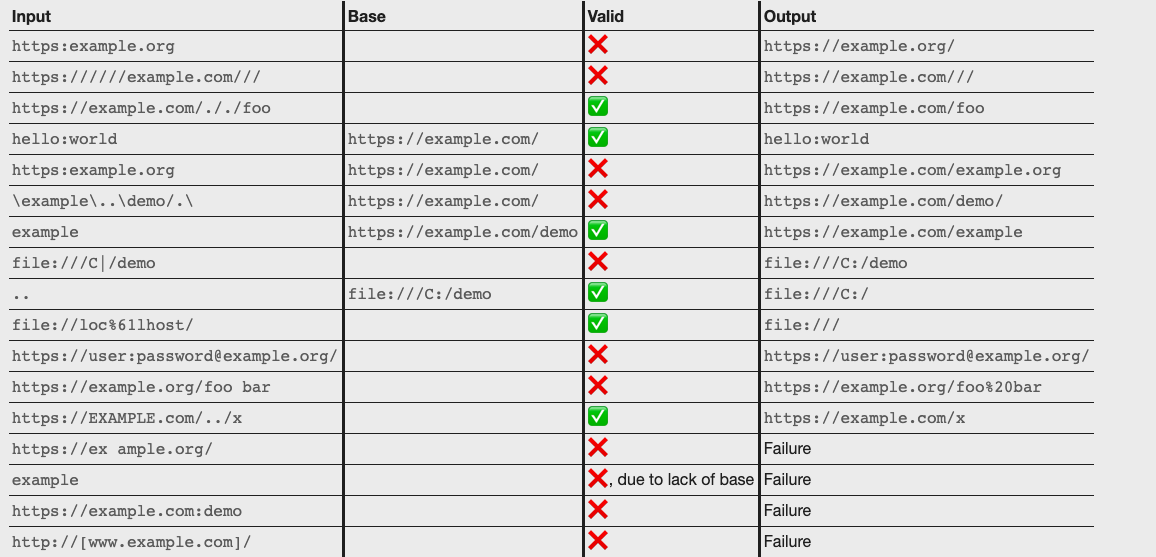 Input Base Valid Output
https:example.org ❌ https://example.org/
https://////example.com/// ❌ https://example.com///
https://example.com/././foo ✅ https://example.com/foo
hello:world https://example.com/ ✅ hello:world
https:example.org https://example.com/ ❌ https://example.com/example.org
\example\..\demo/.\ https://example.com/ ❌ https://example.com/demo/
example https://example.com/demo ✅ https://example.com/example
file:///C|/demo ❌ file:///C:/demo
.. file:///C:/demo ✅ file:///C:/
file://loc%61lhost/ ✅ file:///
https://user:password@example.org/ ❌ https://user:password@example.org/
https://example.org/foo bar ❌ https://example.org/foo%20bar
https://EXAMPLE.com/../x ✅ https://example.com/x
https://ex ample.org/ ❌ Failure
example ❌, due to lack of base Failure
https://example.com:demo ❌ Failure
http://[www.example.com]/ ❌ Failure